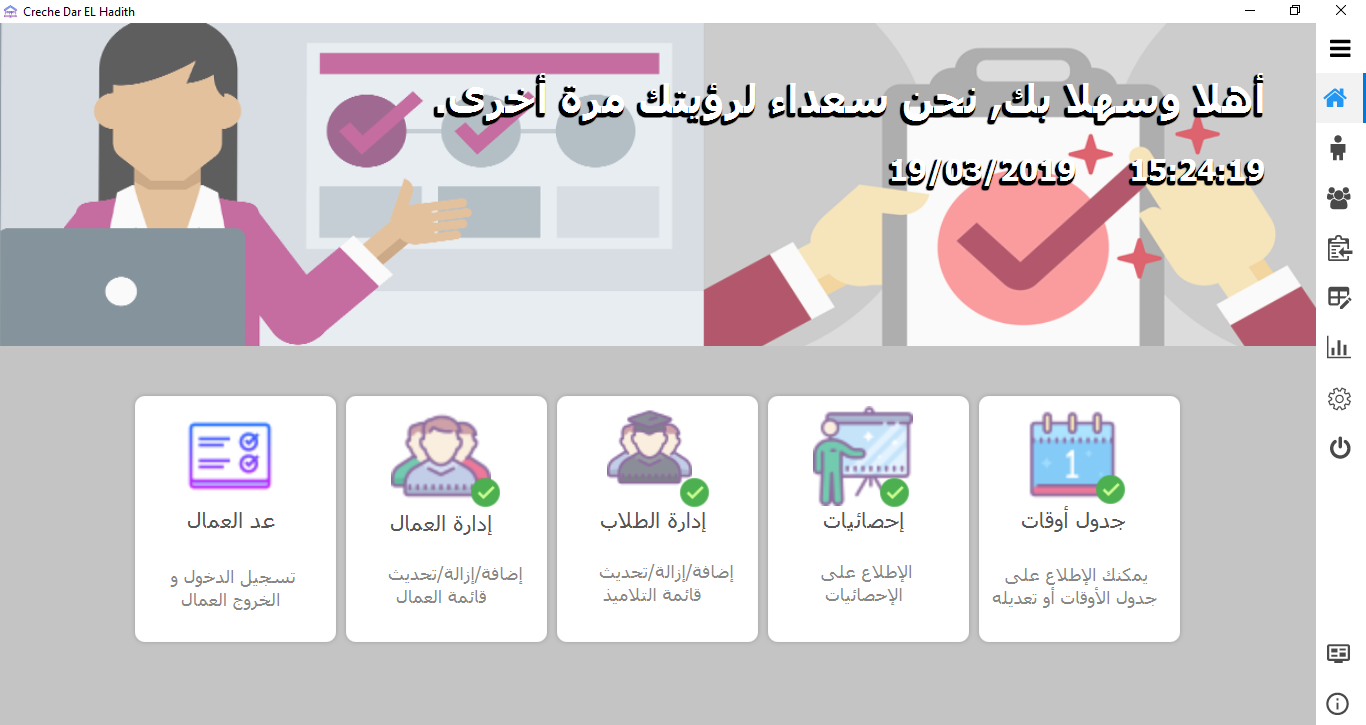 Creche Dar EL Hadith
أهلا وسهلا بك, نحن سعداء لرؤيتك مرة أخرى.
15:24:19 19/03/2019
جدول أوقات
يمكنك الإطلاع على
جدول الأوقات أو تعديله
1
إحصائيات
الإطلاع على
الإحصائيات
إدارة الطلاب
إضافة/إزالة/تحديث
قائمة التلاميذ
إدارة العمال
إضافة/إزالة/تحديث
قائمة العمال
عد العمال
تسجيل الدخول و
الخروج العمال